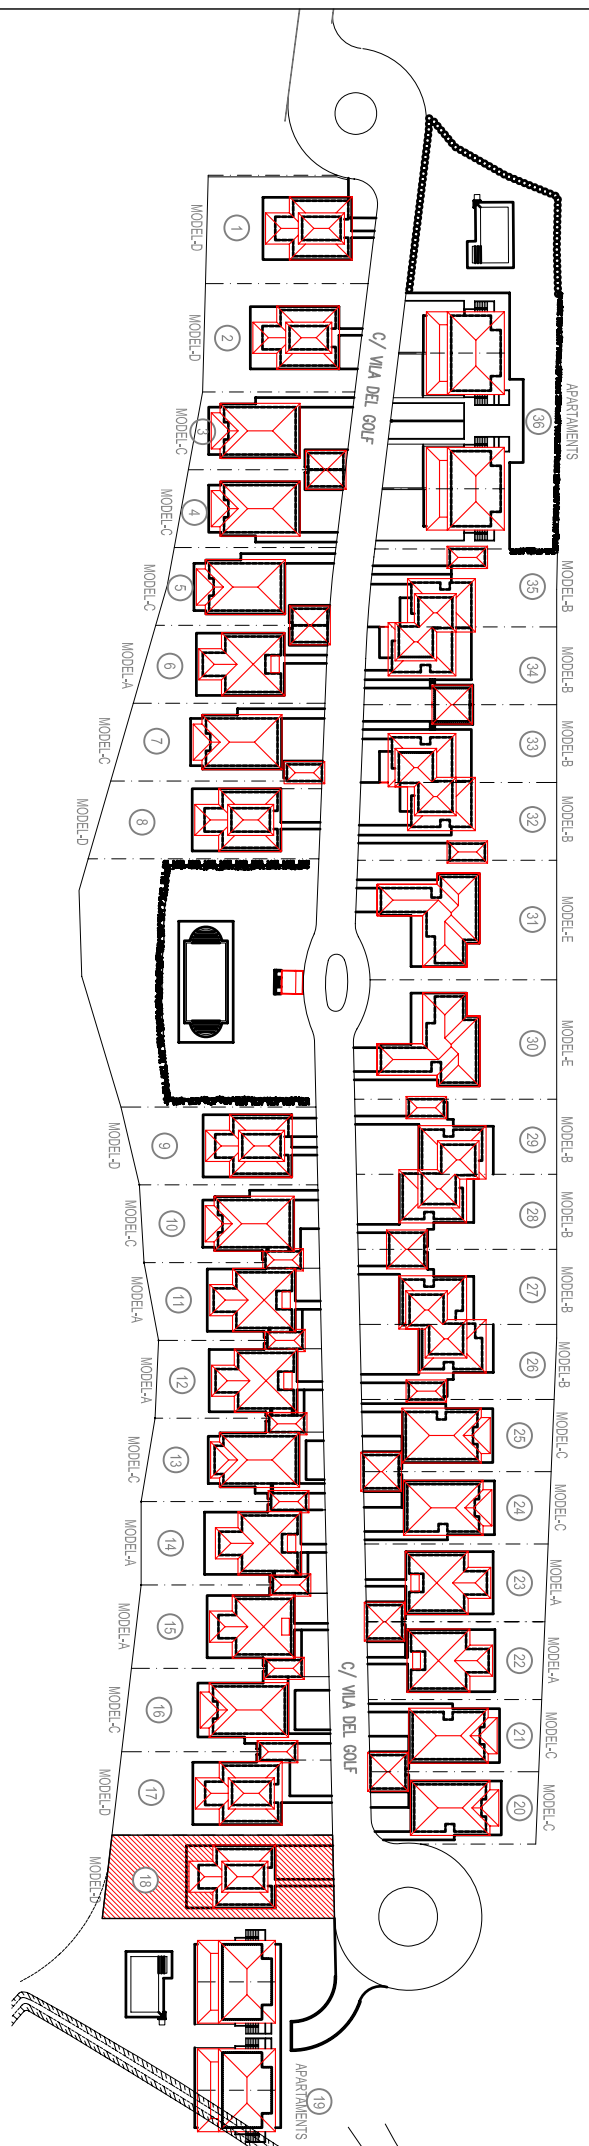 APARTAMENTS
36
C/ VILA DEL GOLF
1
MODEL-D
2
MODEL-D
3
MODEL-C
4
MODEL-C
5
MODEL-C
6
MODEL-A
7
MODEL-C
8
MODEL-D
9
MODEL-D
10
MODEL-C
11
MODEL-A
12
MODEL-A
13
MODEL-C
14
MODEL-A
15
MODEL-A
16
MODEL-C
17
MODEL-D
18
MODEL-D
MODEL-B
35
MODEL-B
34
MODEL-B
33
MODEL-B
32
MODEL-E
31
MODEL-E
30
MODEL-B
29
MODEL-B
28
MODEL-B
27
MODEL-B
26
MODEL-C
25
MODEL-C
24
MODEL-A
23
MODEL-A
22
MODEL-C
21
MODEL-C
20
C/ VILA DEL GOLF
19
APARTAMENTS